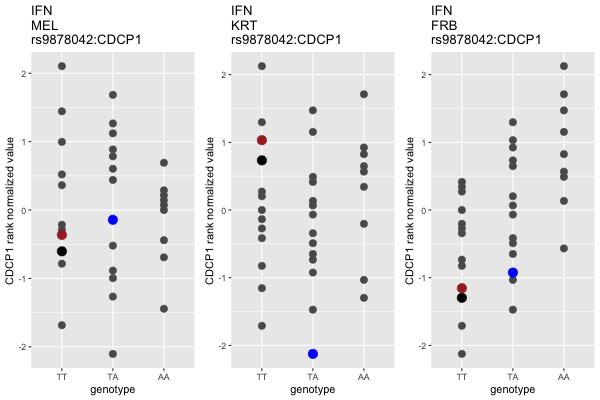 IFN
MEL
rs9878042:CDCP1
CDCP1 rank normalized value
2
1
0
-1
-2
TT
TA
AA
genotype
IFN
KRT
rs9878042:CDCP1
CDCP1 rank normalized value
2
1
0
-1
-2
TT
TA
AA
genotype
IFN
FRB
rs9878042:CDCP1
CDCP1 rank normalized value
2
1
0
-1
-2
TT
TA
AA
genotype